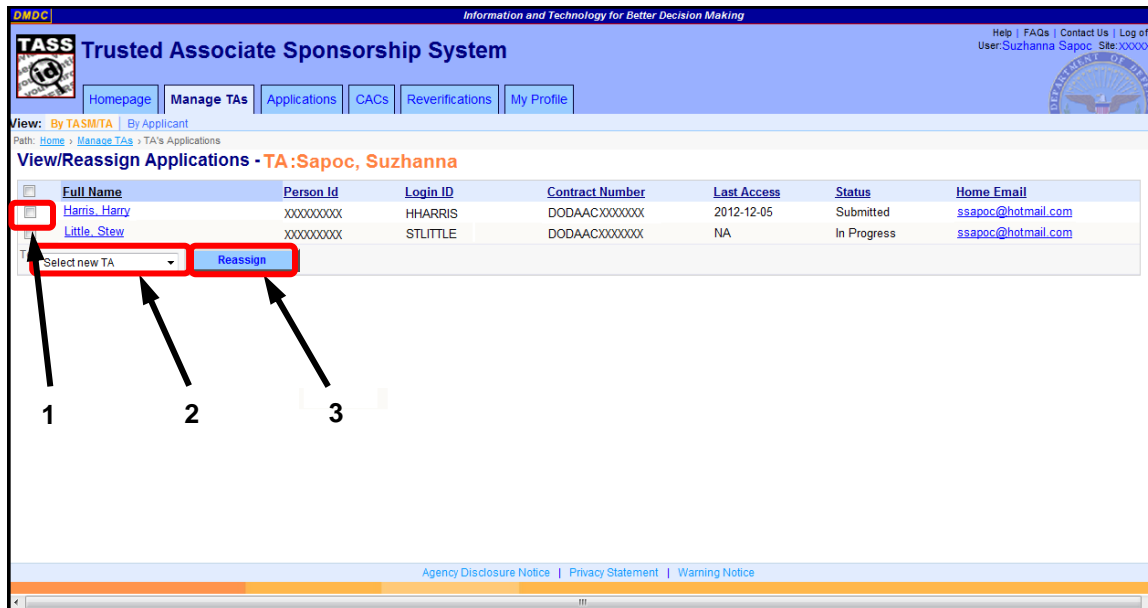 DMDC Information and Technology for Better Decision Making
Help | FAQs | Contact Us | Log of
User:Suzhanna Sapoc Site:XXXXX
TASS Trusted Associate Sponsorship System
Homepage Manage TAs Applications CACs Reverifications My Profile
View: By TASM/TA | By Applicant
Path: Home › Manage TAs › TA's Applications
View/Reassign Applications - TA:Sapoc, Suzhanna
Full Name Person Id Login ID Contract Number Last Access Status Home Email
Harris, Harry XXXXXXXXX HHARRIS DODAACXXXXXXX 2012-12-05 Submitted ssapoc@hotmail.com
Little, Stew XXXXXXXXX STLITTLE DODAACXXXXXXX NA In Progress ssapoc@hotmail.com
Select new TA Reassign
1 2 3
Agency Disclosure Notice | Privacy Statement | Warning Notice